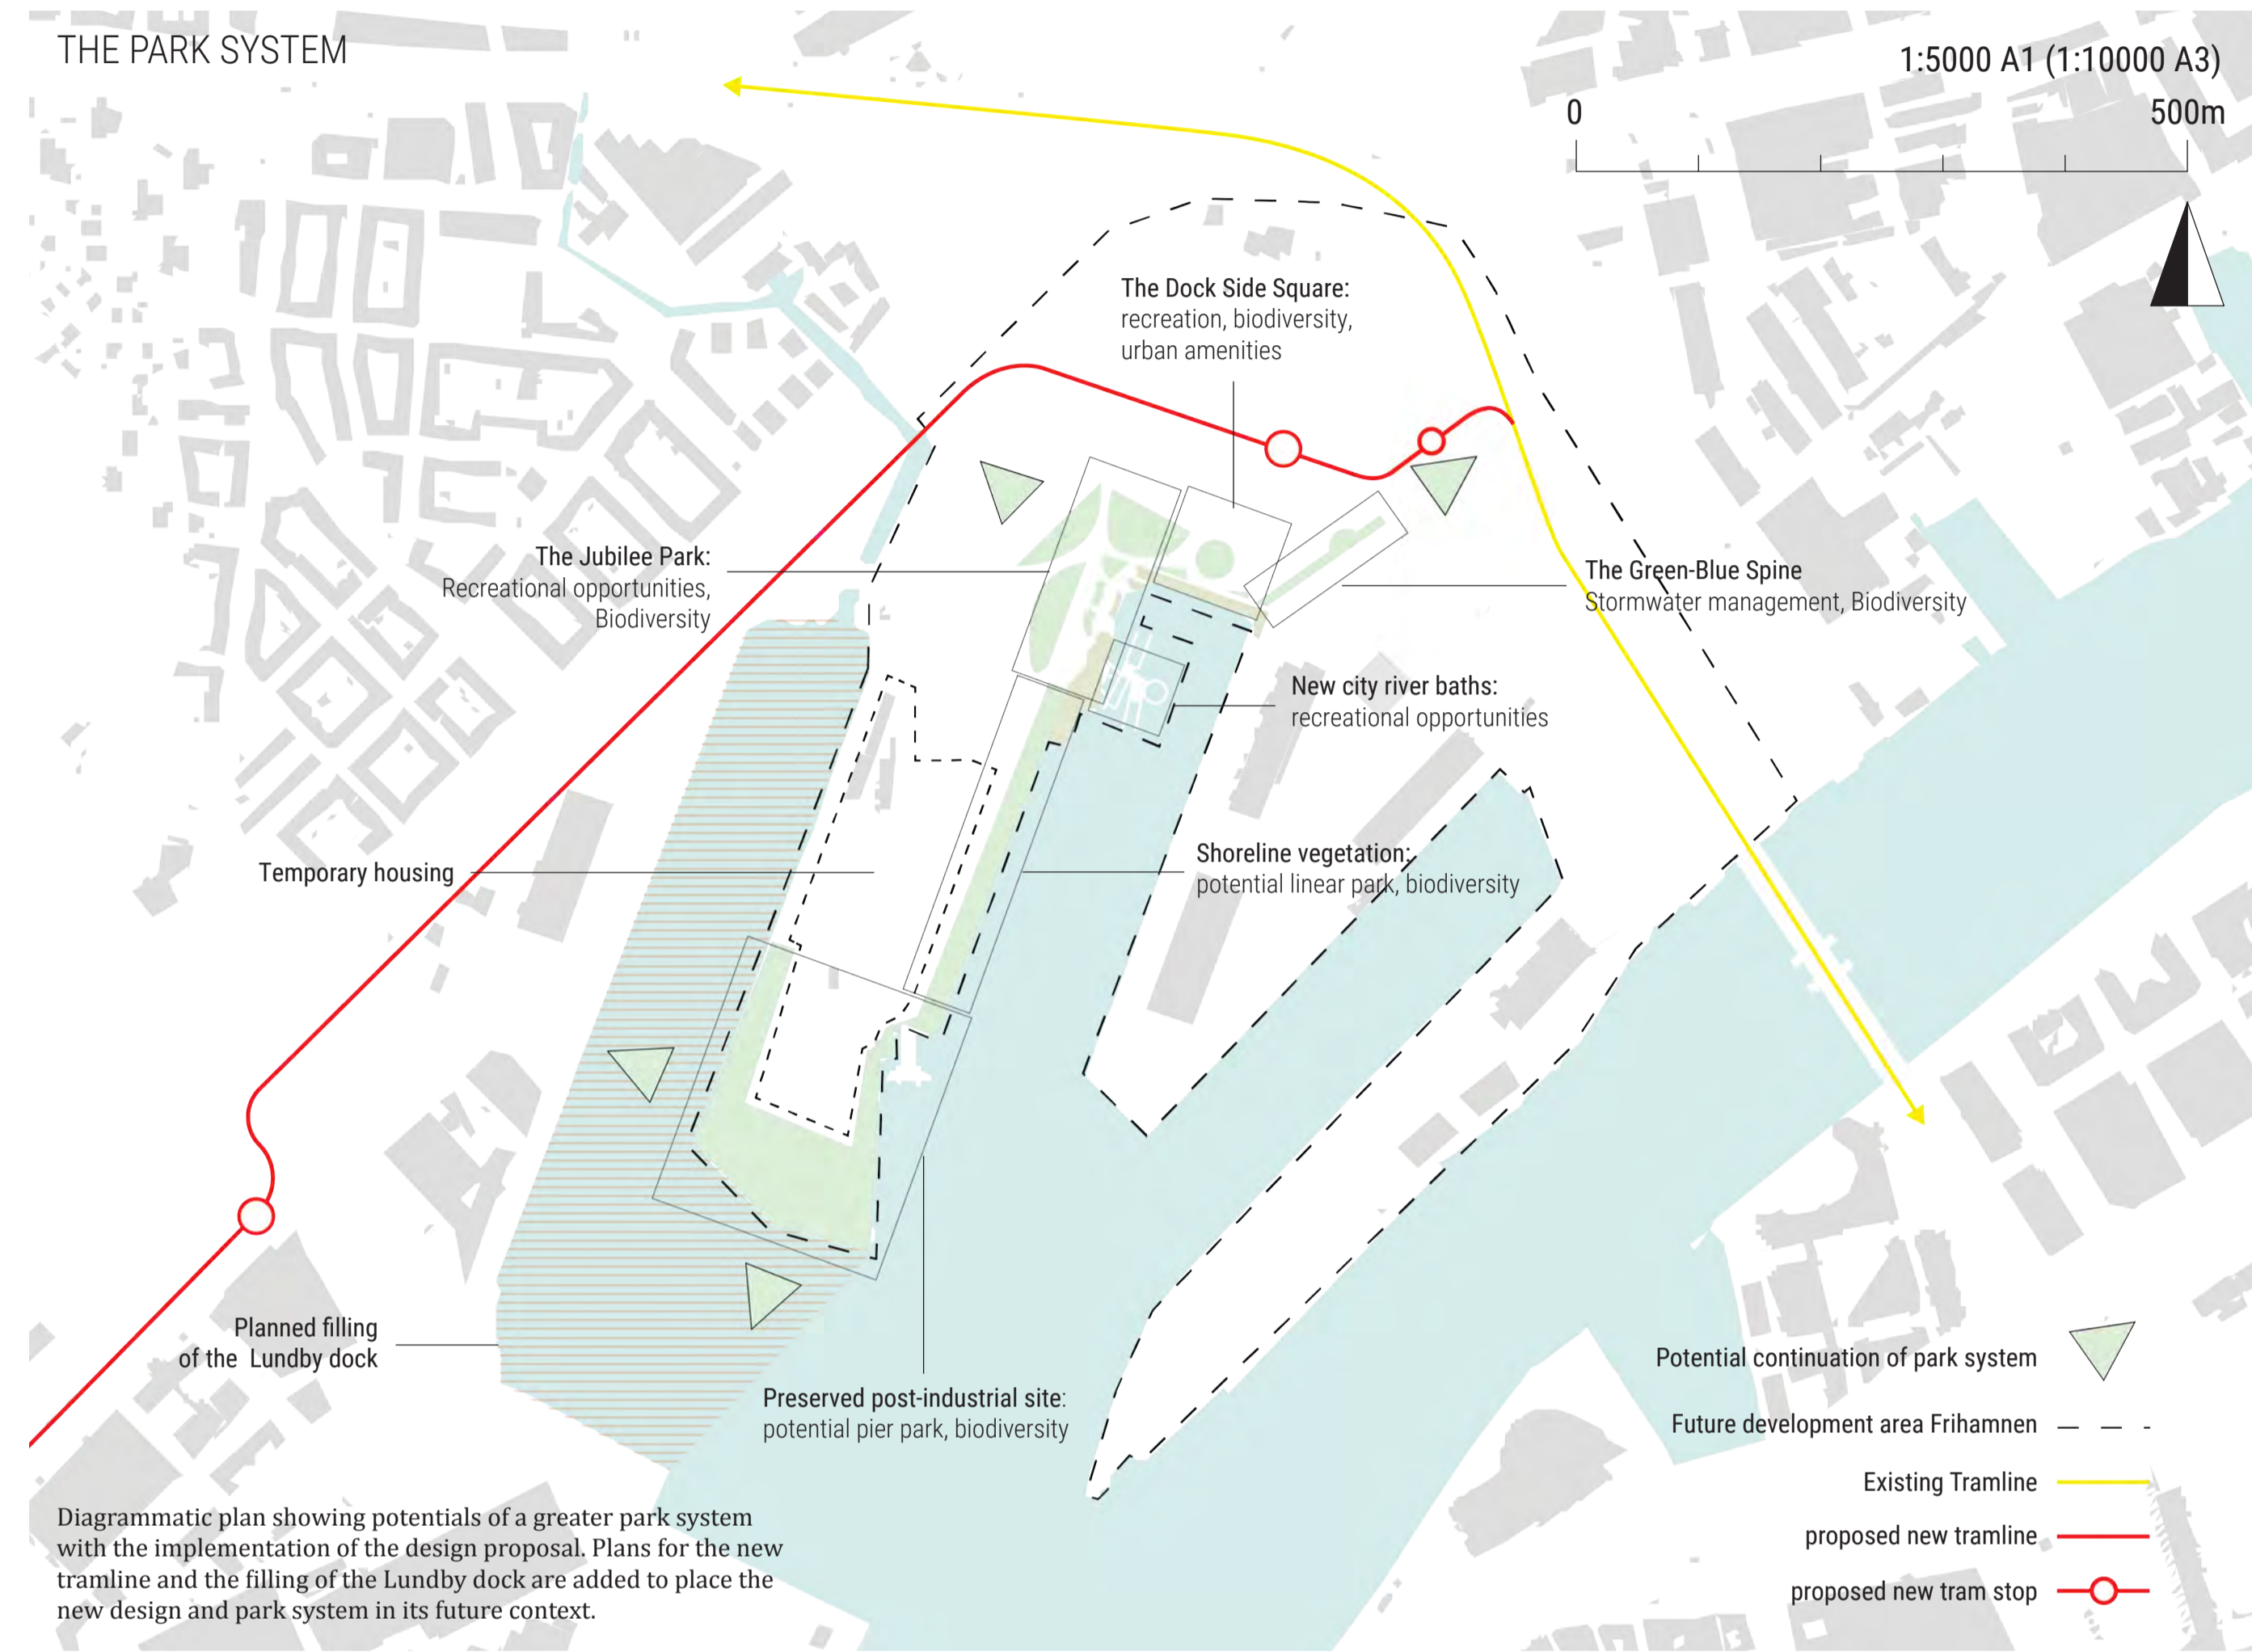 THE PARK SYSTEM
1:5000 A1 (1:10000 A3)
0
500m
The Dock Side Square:
recreation, biodiversity,
urban amenities
The Jubilee Park:
Recreational opportunities,
Biodiversity
The Green-Blue Spine
Stormwater management, Biodiversity
New city river baths:
recreational opportunities
Temporary housing
Shoreline vegetation:
potential linear park, biodiversity
Planned filling
of the Lundby dock
Preserved post-industrial site:
potential pier park, biodiversity
Potential continuation of park system
Future development area Frihamnen
Existing Tramline
proposed new tramline
proposed new tram stop
Diagrammatic plan showing potentials of a greater park system
with the implementation of the design proposal. Plans for the new
tramline and the filling of the Lundby dock are added to place the
new design and park system in its future context.